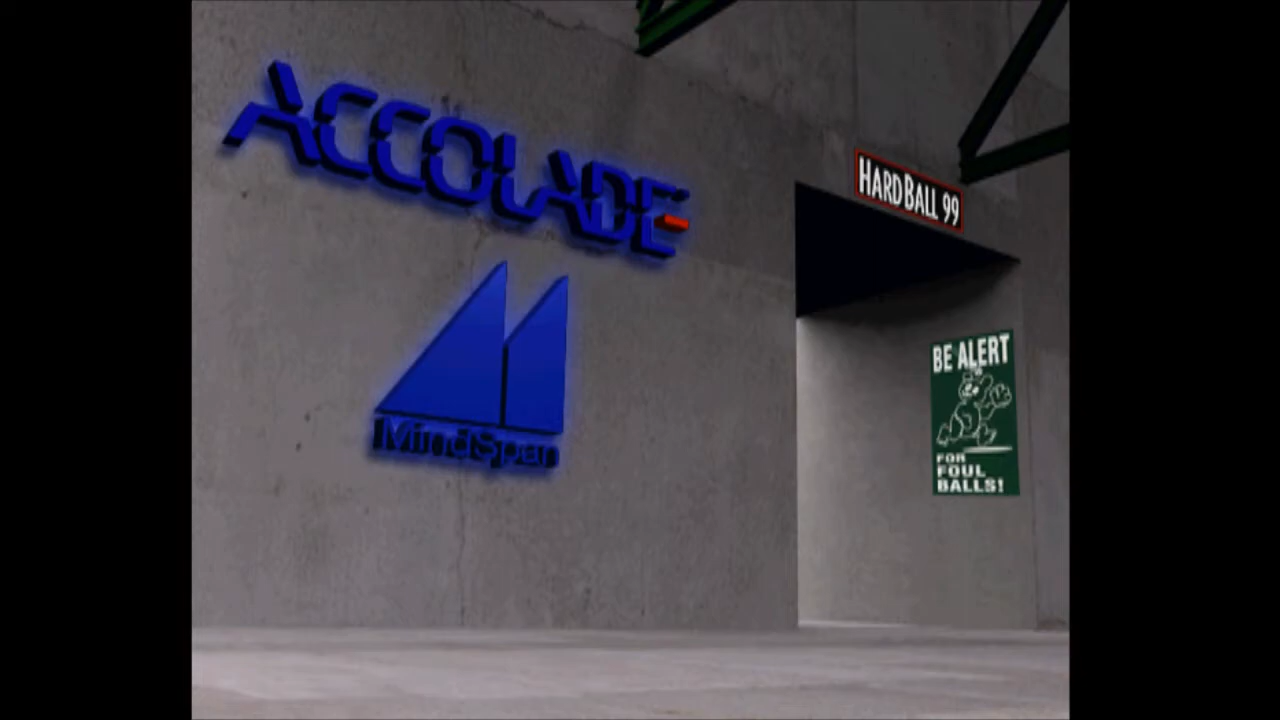 ACCOLADE
MindSpan
HARDBALL 99
BE ALERT
FOR
FOUL
BALLS!